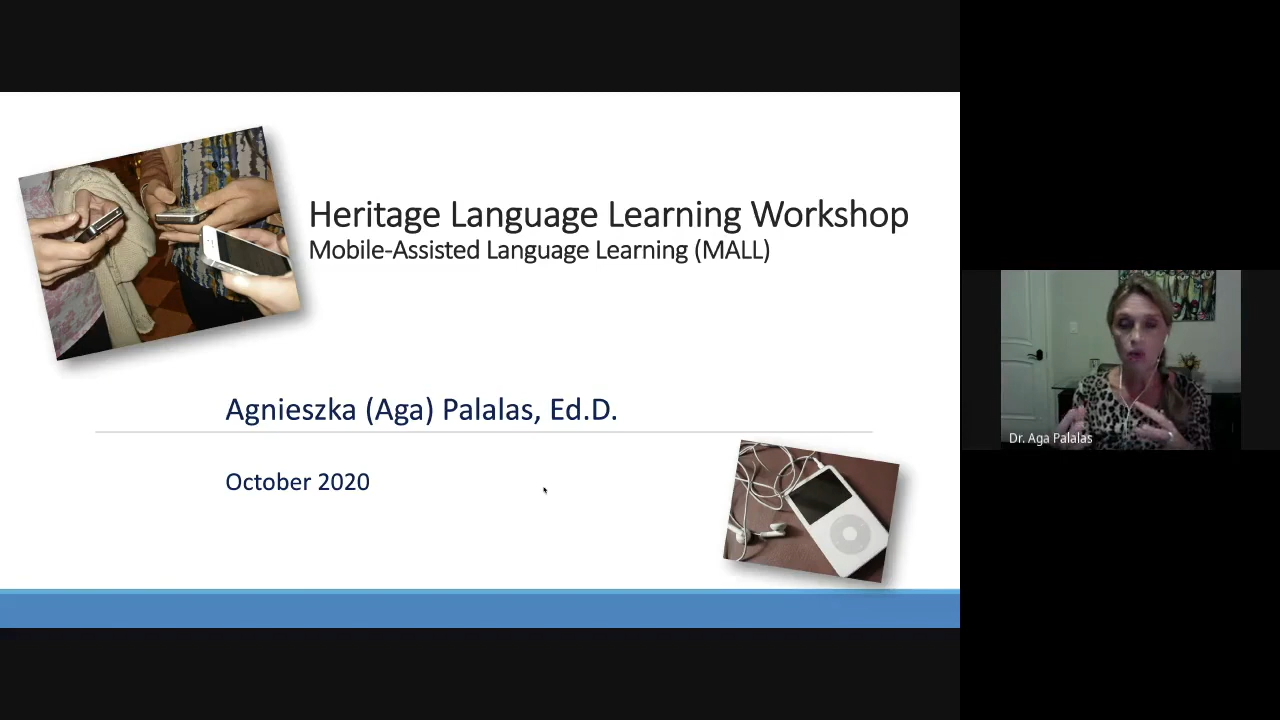 Heritage Language Learning Workshop
Mobile-Assisted Language Learning (MALL)
Agnieszka (Aga) Palalas, Ed.D.
October 2020
Dr. Aga Palalas